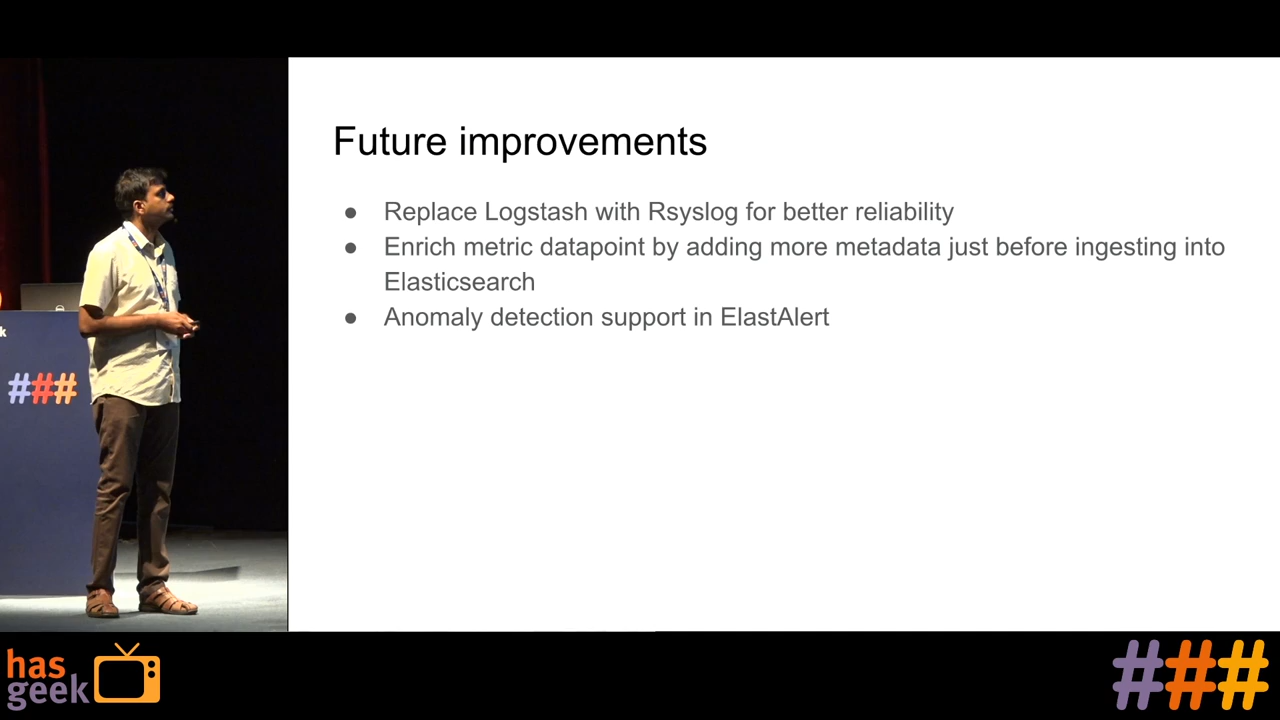 Future improvements
● Replace Logstash with Rsyslog for better reliability
● Enrich metric datapoint by adding more metadata just before ingesting into
Elasticsearch
● Anomaly detection support in ElastAlert
k
###
has
geek
###